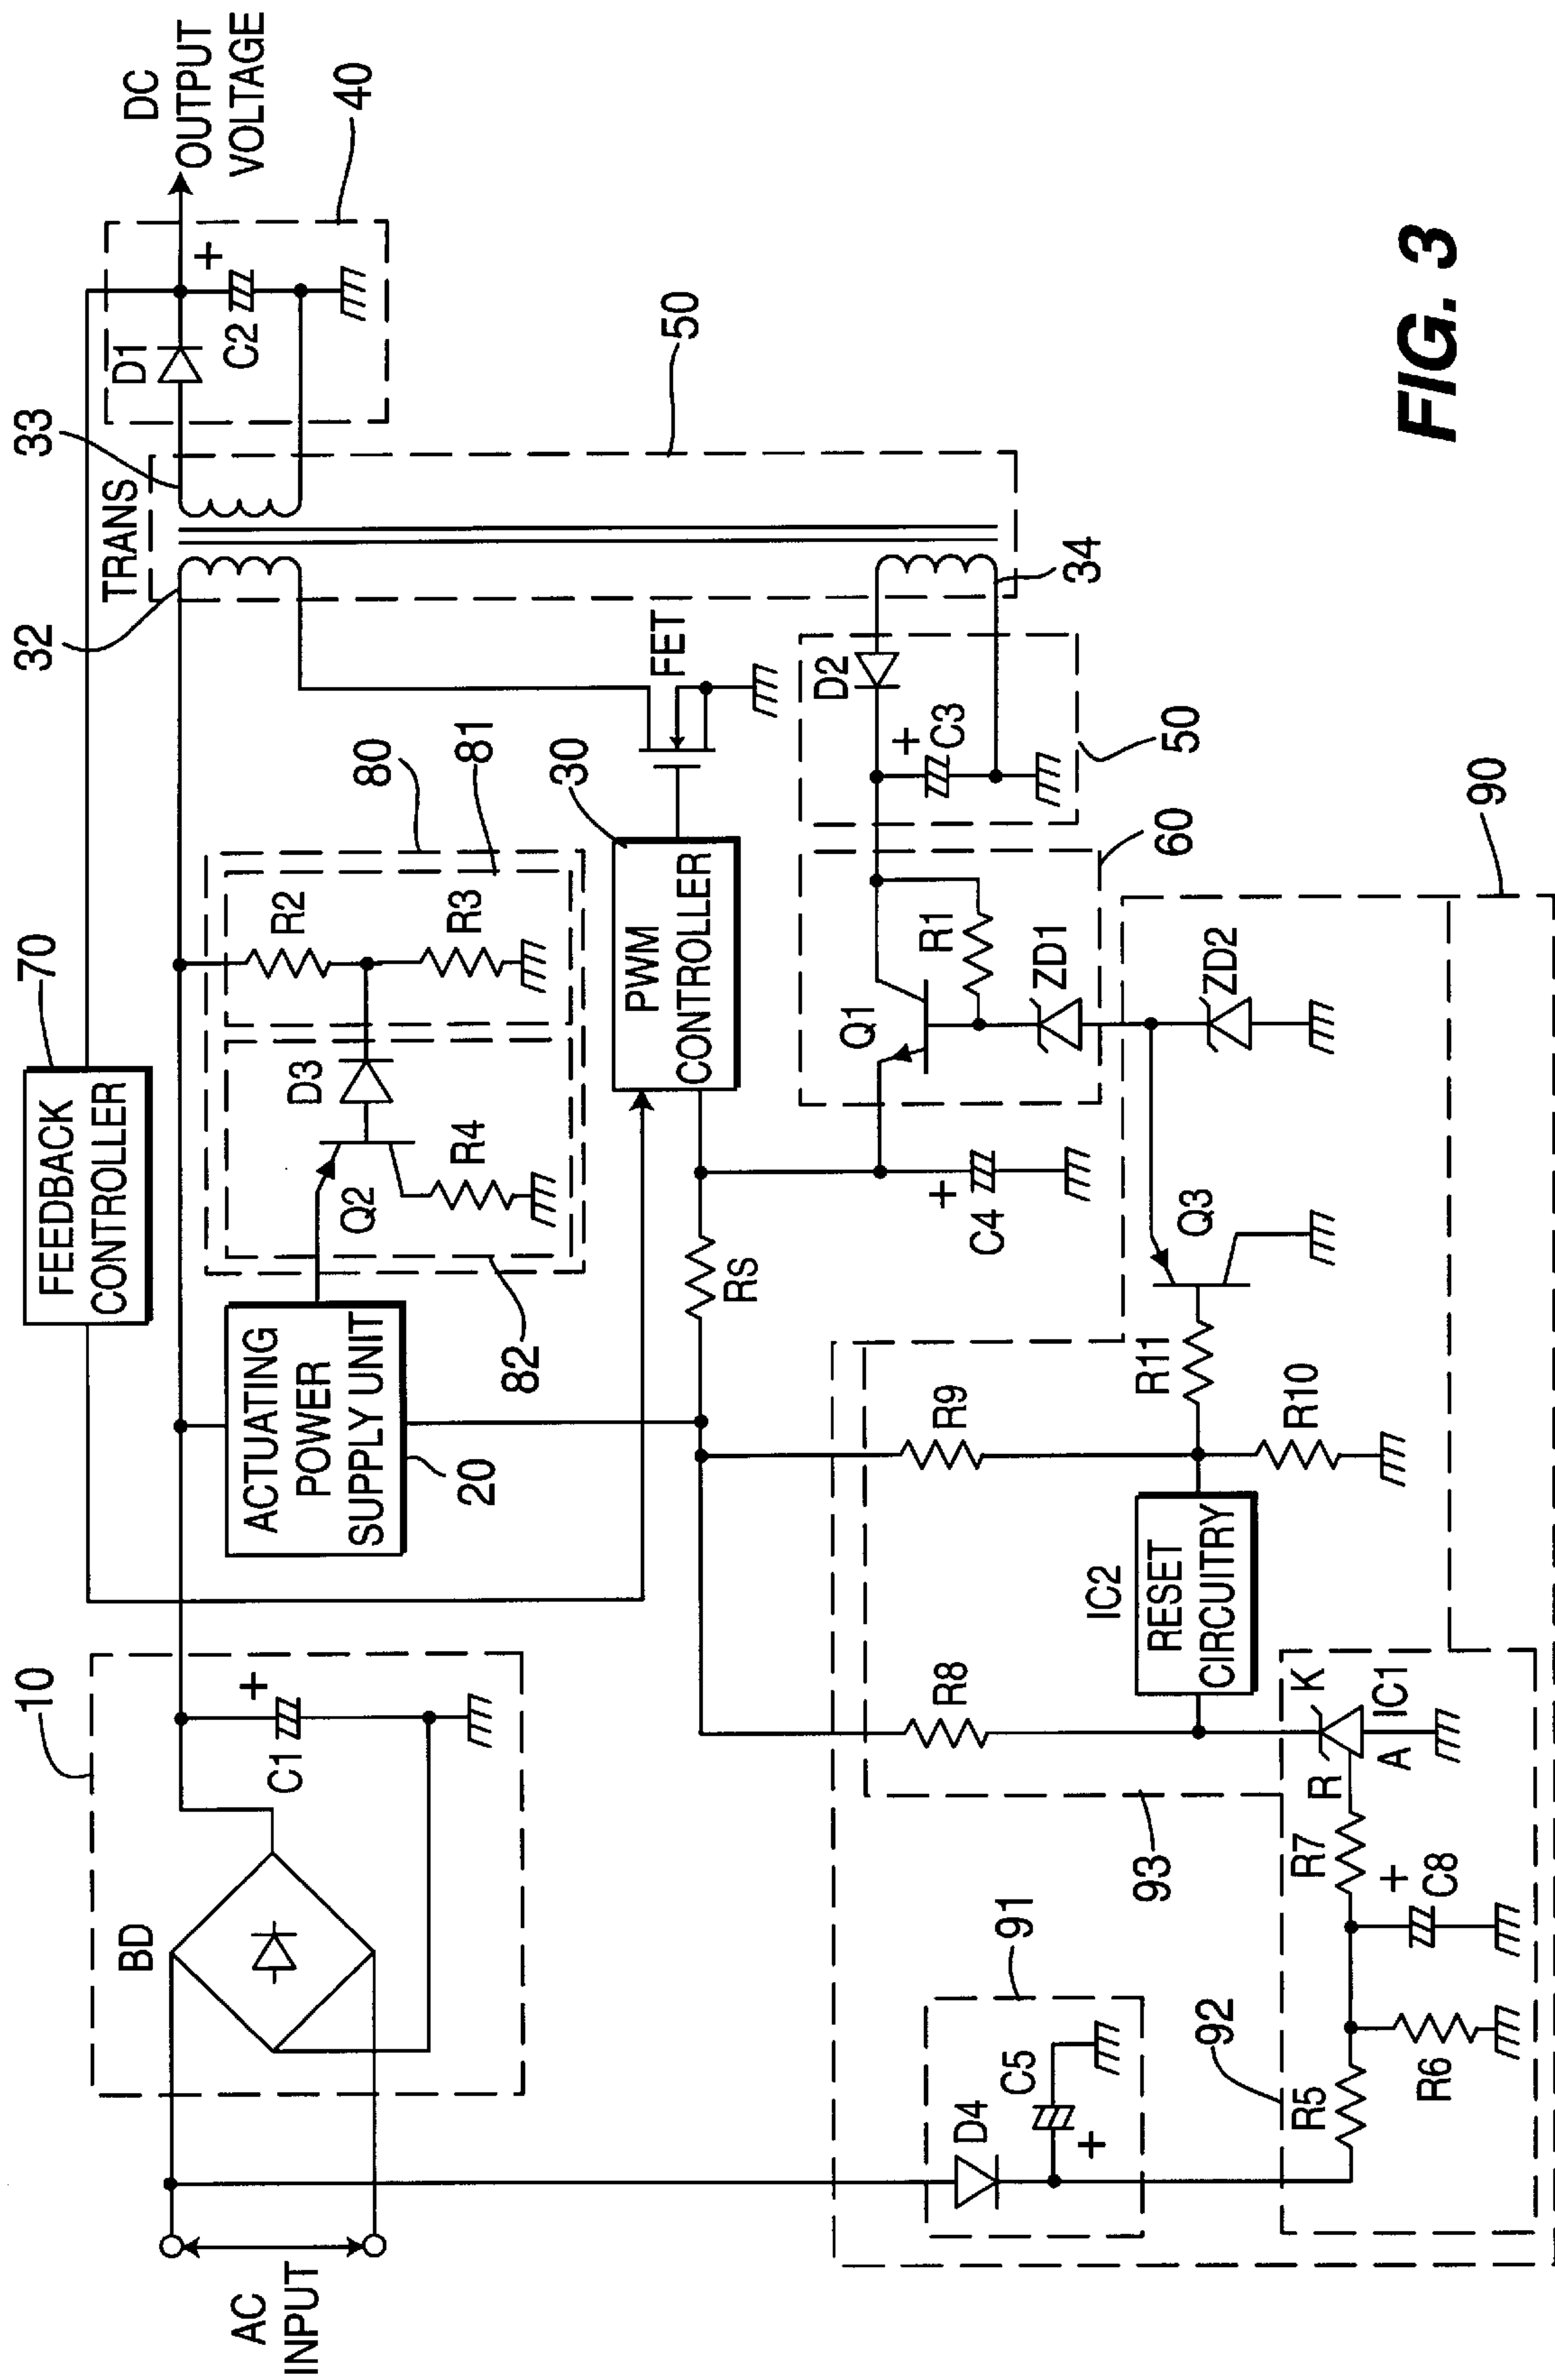 AC
INPUT
10
BD
C1
+
70
FEEDBACK
CONTROLLER
ACTUATING
POWER
SUPPLY UNIT
20
80
81
82
Q2
D3
R4
R2
R3
32
TRANS
33
D1
C2
+
DC
OUTPUT
VOLTAGE
40
50
30
PWM
CONTROLLER
FET
RS
C4
+
Q1
R1
ZD1
60
D2
C3
+
34
50
90
ZD2
Q3
R11
R9
R10
R8
IC2
RESET
CIRCUITRY
93
91
D4
C5
+
92
R5
R6
R7
C8
+
R
K
A
IC1
FIG. 3